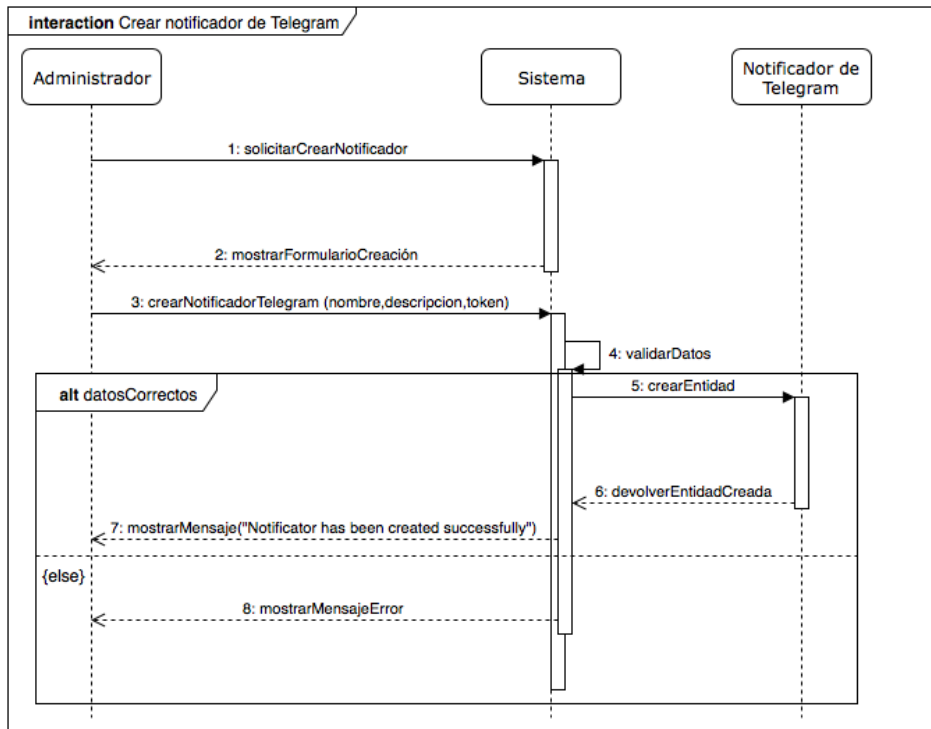 interaction Crear notificador de Telegram
Administrador
Sistema
Notificador de
Telegram
1: solicitarCrearNotificador
2: mostrarFormularioCreación
3: crearNotificadorTelegram (nombre,descripcion,token)
4: validarDatos
alt datosCorrectos
5: crearEntidad
6: devolverEntidadCreada
7: mostrarMensaje("Notificator has been created successfully")
{else}
8: mostrarMensajeError